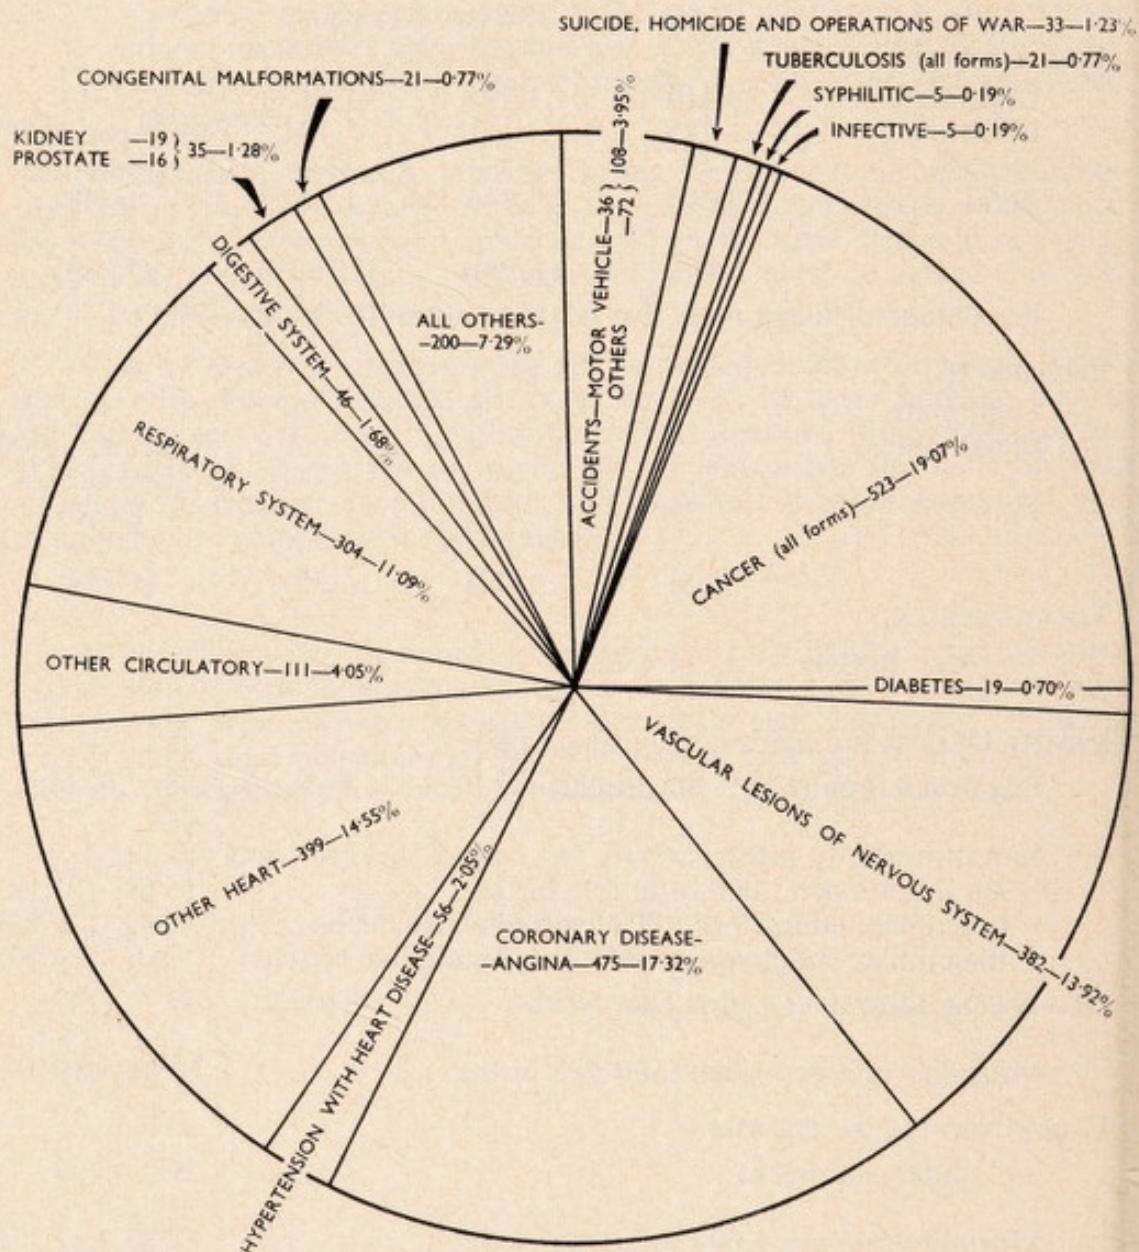 SUICIDE, HOMICIDE AND OPERATIONS OF WAR—33—1·23%
TUBERCULOSIS (all forms)—21—0·77%
SYPHILITIC—5—0·19%
INFECTIVE—5—0·19%
CONGENITAL MALFORMATIONS—21—0·77%
KIDNEY —19 } 35—1·28%
PROSTATE —16 }
DIGESTIVE SYSTEM—46—1·68%
ALL OTHERS-
-200—7·29%
ACCIDENTS—MOTOR VEHICLE—36 } 108—3·95%
OTHERS —72 }
RESPIRATORY SYSTEM—304—11·09%
CANCER (all forms)—523—19·07%
OTHER CIRCULATORY—111—4·05%
DIABETES—19—0·70%
VASCULAR LESIONS OF NERVOUS SYSTEM—382—13·92%
OTHER HEART—399—14·55%
HYPERTENSION WITH HEART DISEASE—56—2·05%
CORONARY DISEASE-
-ANGINA—475—17·32%